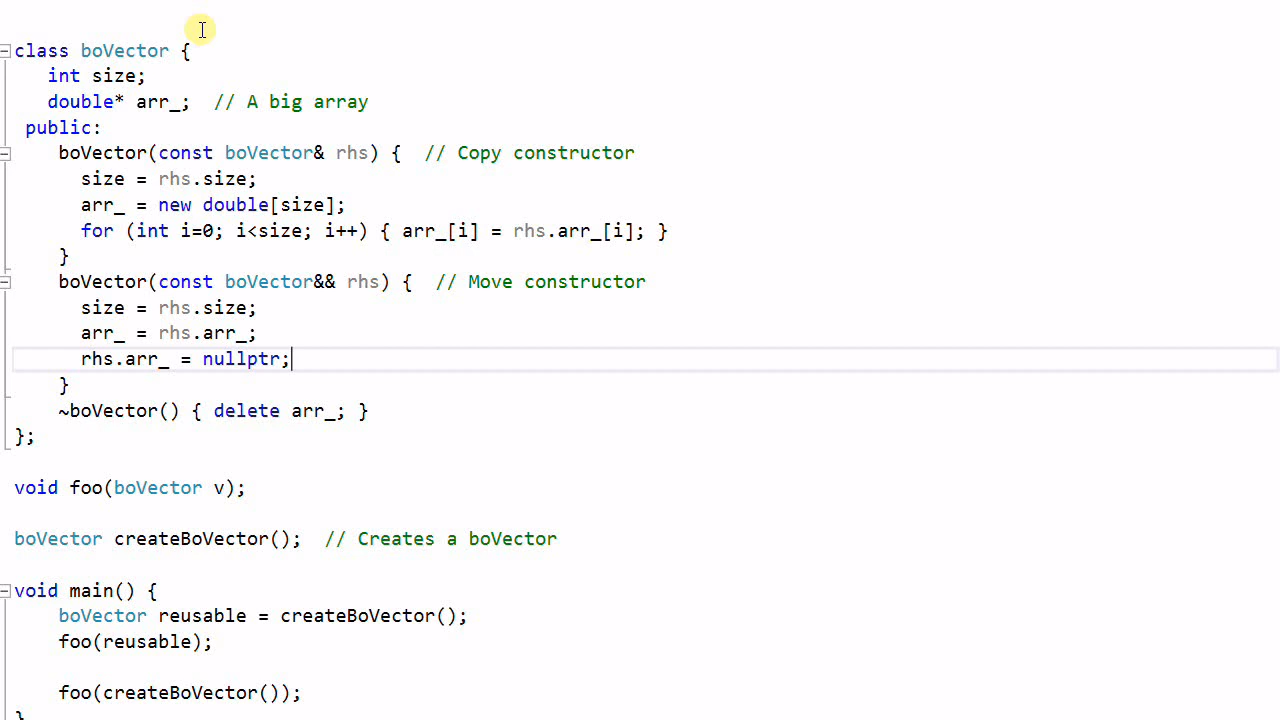 class boVector {
int size;
double* arr_;  // A big array
public:
boVector(const boVector& rhs) {  // Copy constructor
size = rhs.size;
arr_ = new double[size];
for (int i=0; i<size; i++) { arr_[i] = rhs.arr_[i]; }
}
boVector(const boVector&& rhs) {  // Move constructor
size = rhs.size;
arr_ = rhs.arr_;
rhs.arr_ = nullptr;
}
~boVector() { delete arr_; }
};
void foo(boVector v);
boVector createBoVector();  // Creates a boVector
void main() {
boVector reusable = createBoVector();
foo(reusable);
foo(createBoVector());
}